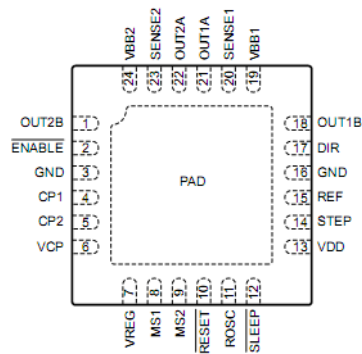 VBB2 SENSE2 OUT2A OUT1A SENSE1 VBB1
24 23 22 21 20 19
OUT2B 1 18 OUT1B
ENABLE 2 17 DIR
GND 3 16 GND
CP1 4 PAD 15 REF
CP2 5 14 STEP
VCP 6 13 VDD
7 8 9 10 11 12
VREG MS1 MS2 RESET ROSC SLEEP